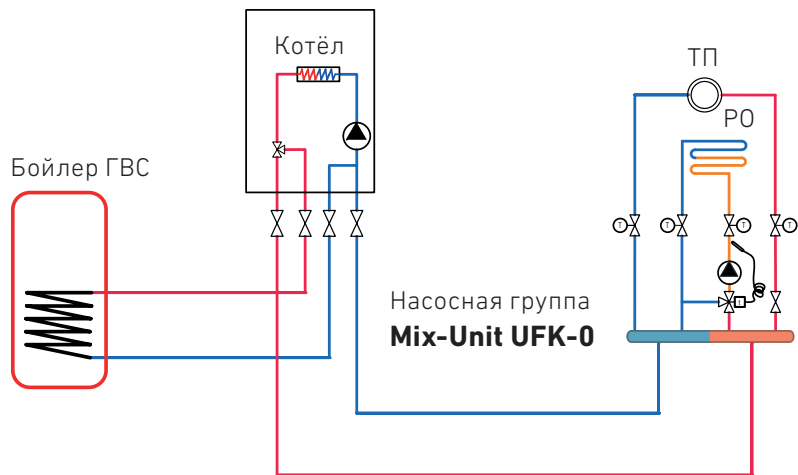 Котёл
ТП
РО
Бойлер ГВС
Т
Т
Т
Т
Т
Насосная группа
Mix-Unit UFK-0